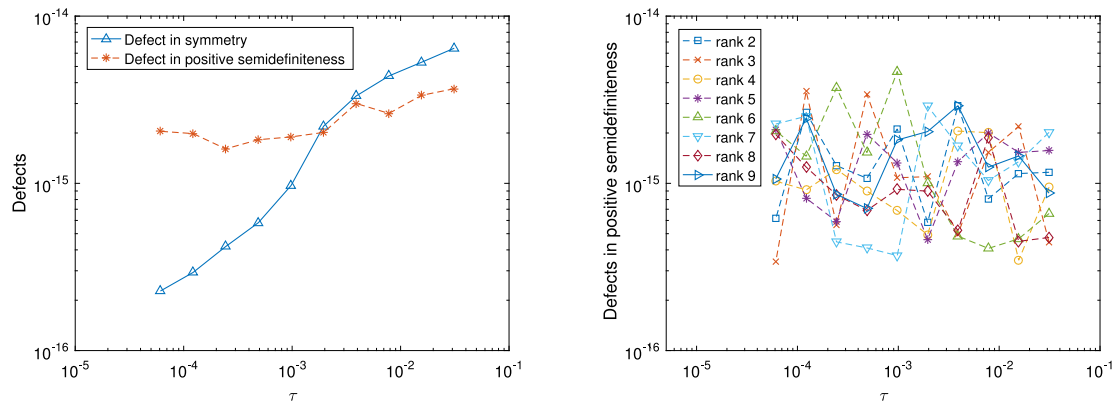 10^-14
10^-15
10^-16
Defects
Defect in symmetry
Defect in positive semidefiniteness
10^-5 10^-4 10^-3 10^-2 10^-1
τ
10^-14
10^-15
10^-16
Defects in positive semidefiniteness
rank 2
rank 3
rank 4
rank 5
rank 6
rank 7
rank 8
rank 9
10^-5 10^-4 10^-3 10^-2 10^-1
τ